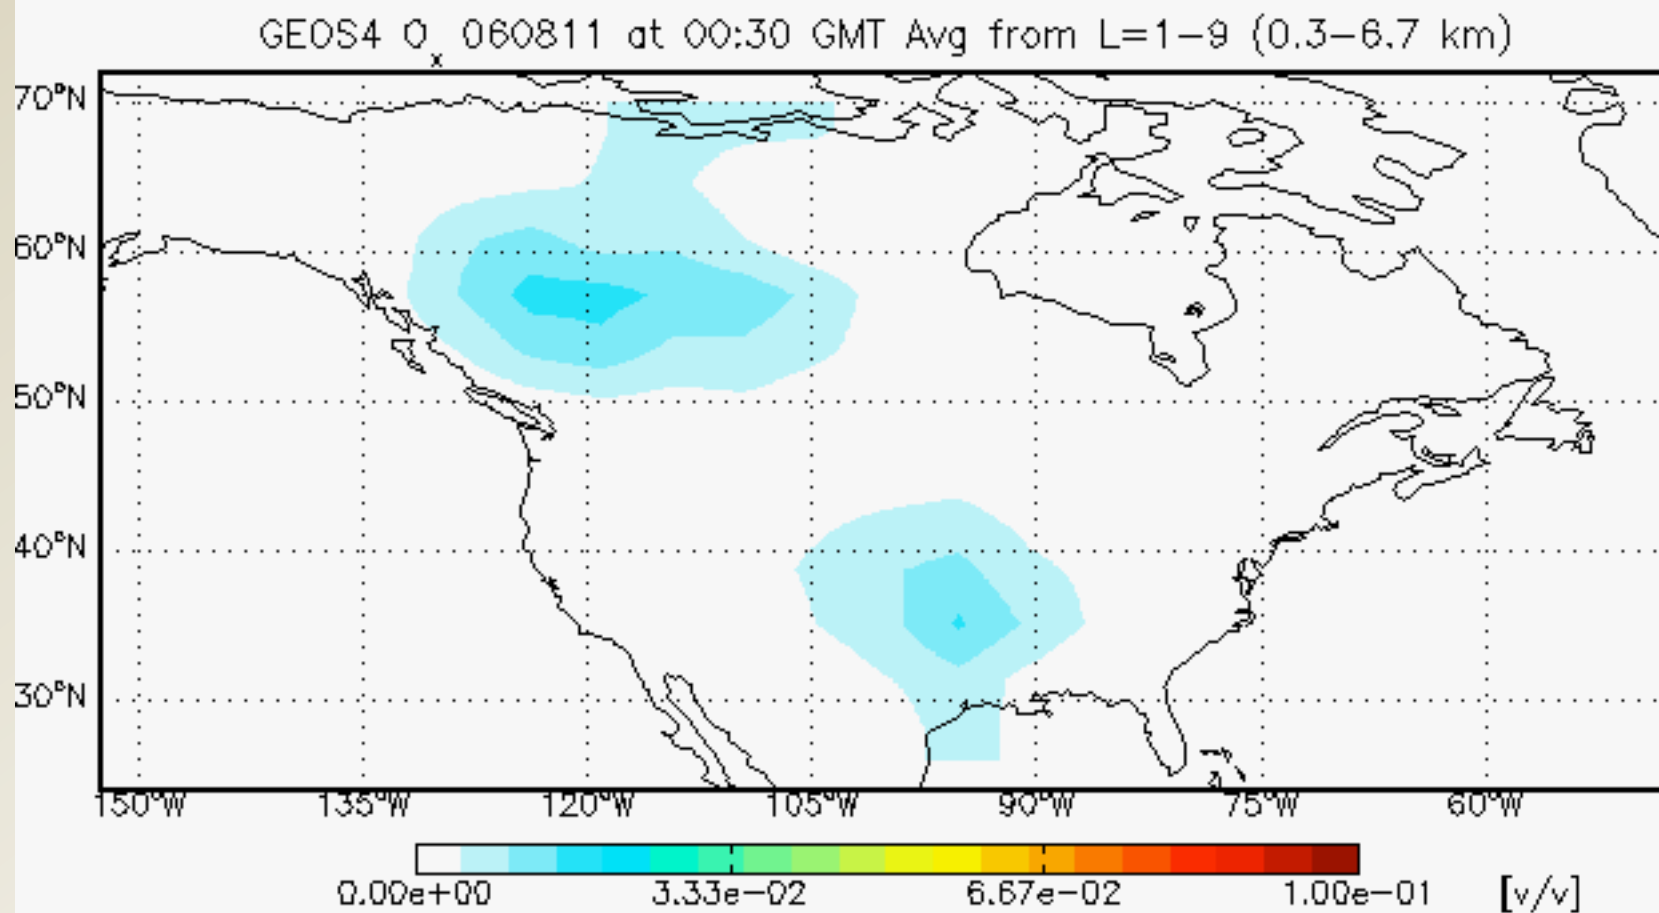 GEOS4 Oₓ 060811 at 00:30 GMT Avg from L=1-9 (0.3-6.7 km)
70°N
60°N
50°N
40°N
30°N
150°W 135°W 120°W 105°W 90°W 75°W 60°W
0.00e+00 3.33e-02 6.67e-02 1.00e-01 [v/v]